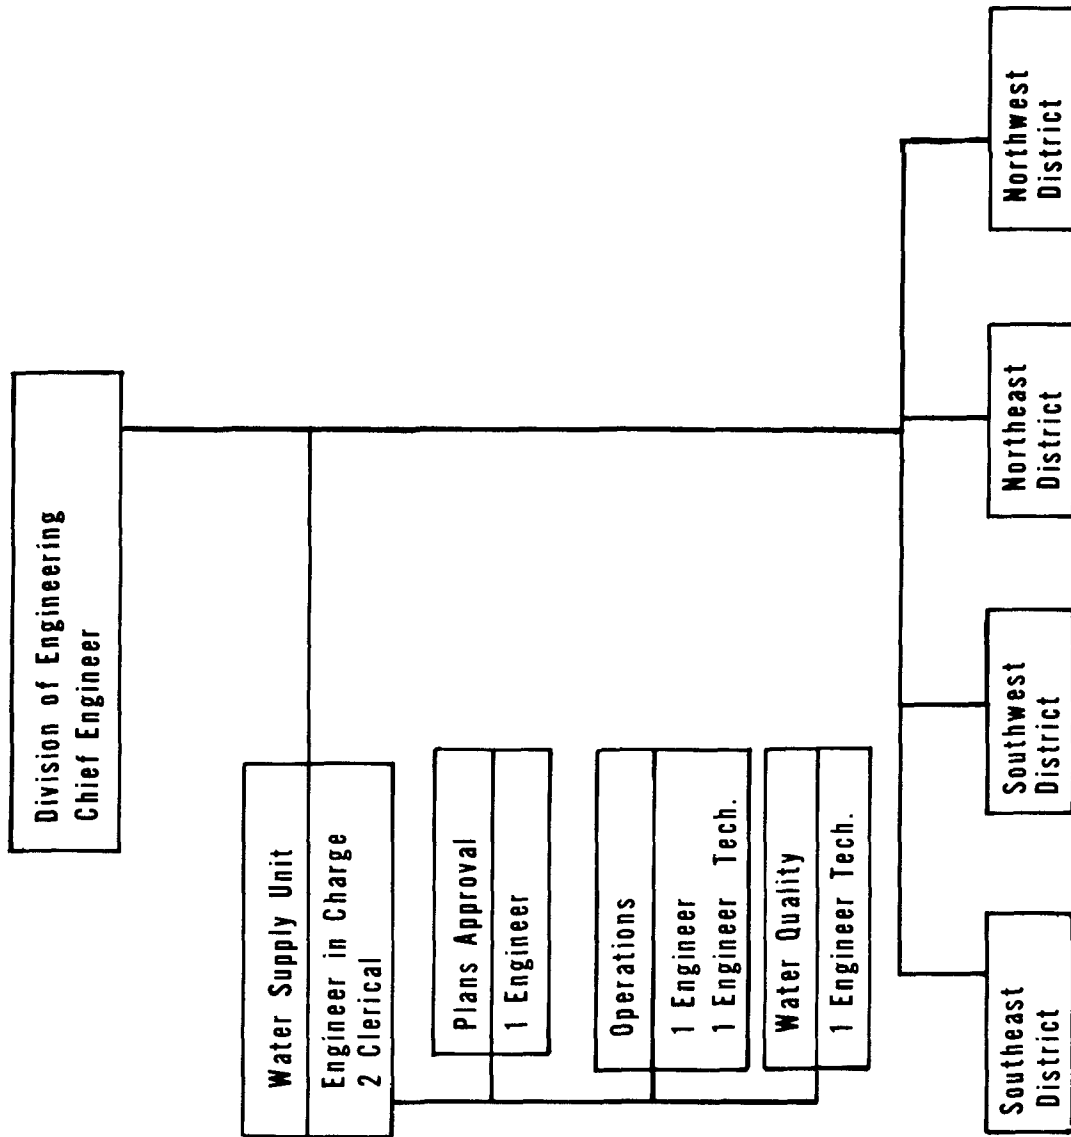 Division of Engineering
Chief Engineer
Water Supply Unit
Engineer in Charge
2 Clerical
Plans Approval
1 Engineer
Operations
1 Engineer
1 Engineer Tech.
Water Quality
1 Engineer Tech.
Southeast
District
Southwest
District
Northeast
District
Northwest
District